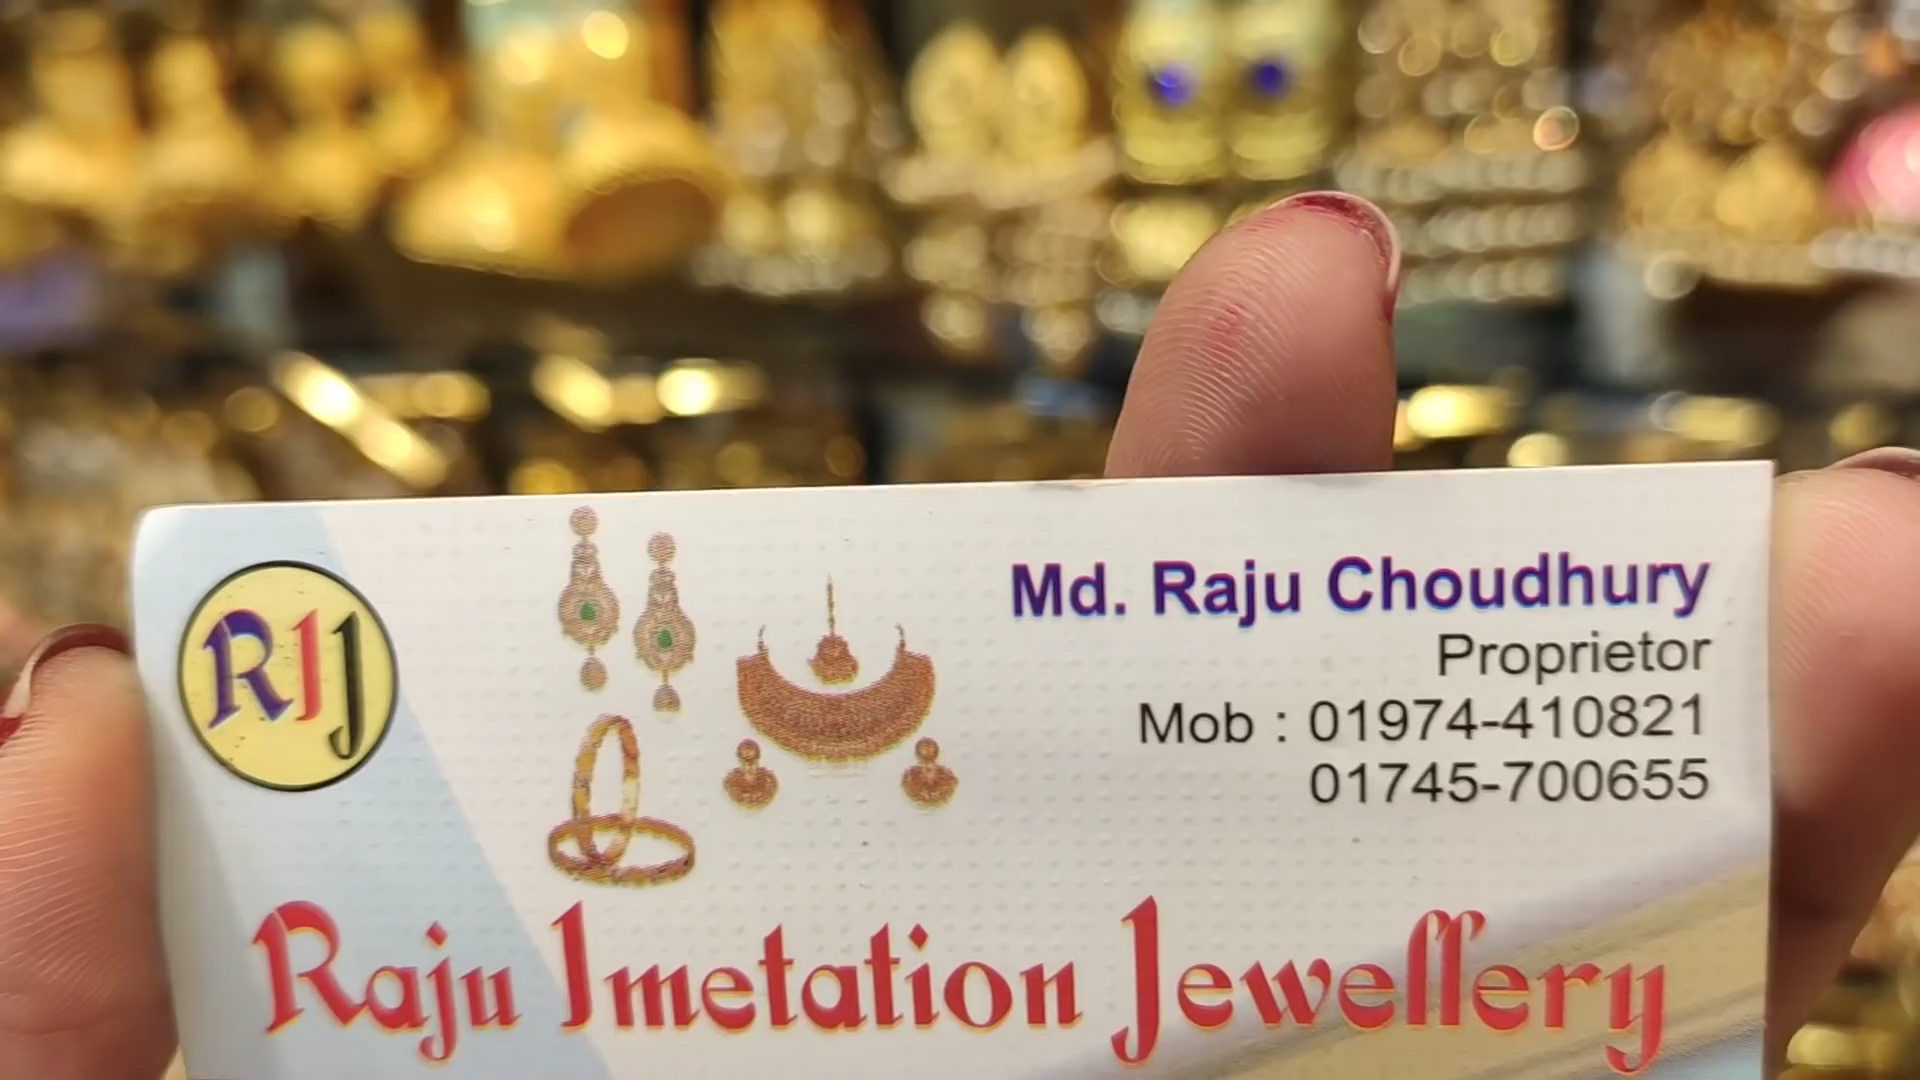 RIJ
Md. Raju Choudhury
Proprietor
Mob : 01974-410821
01745-700655
Raju Imetation Jewellery